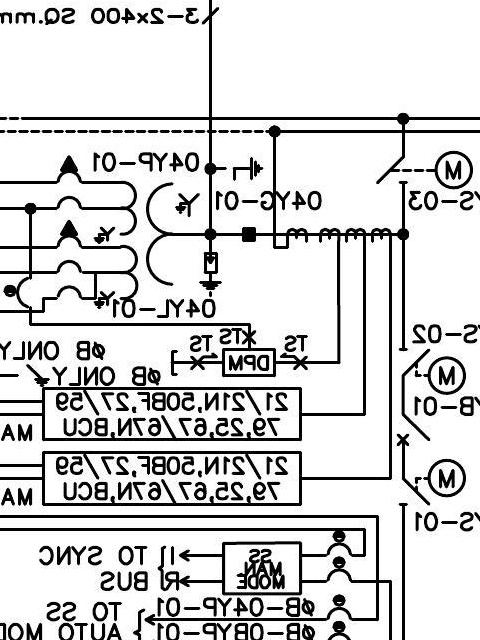 3-2x400 SQ.mm
04YP-01
04YG-01
M
YS-03
04YL-01
YS-02
TS
TS
TS
DPM
ØB ONLY
ØB ONLY
M
YB-01
21/21N,50BF,27/59
79,25,67/67N,BCU
MA
21/21N,50BF,27/59
79,25,67/67N,BCU
MA
M
YS-01
I TO SYNC
R BUS
SS
MAN
MODE
TO SS
AUTO MOD
ØB-04YP-01
ØB-0BYP-01